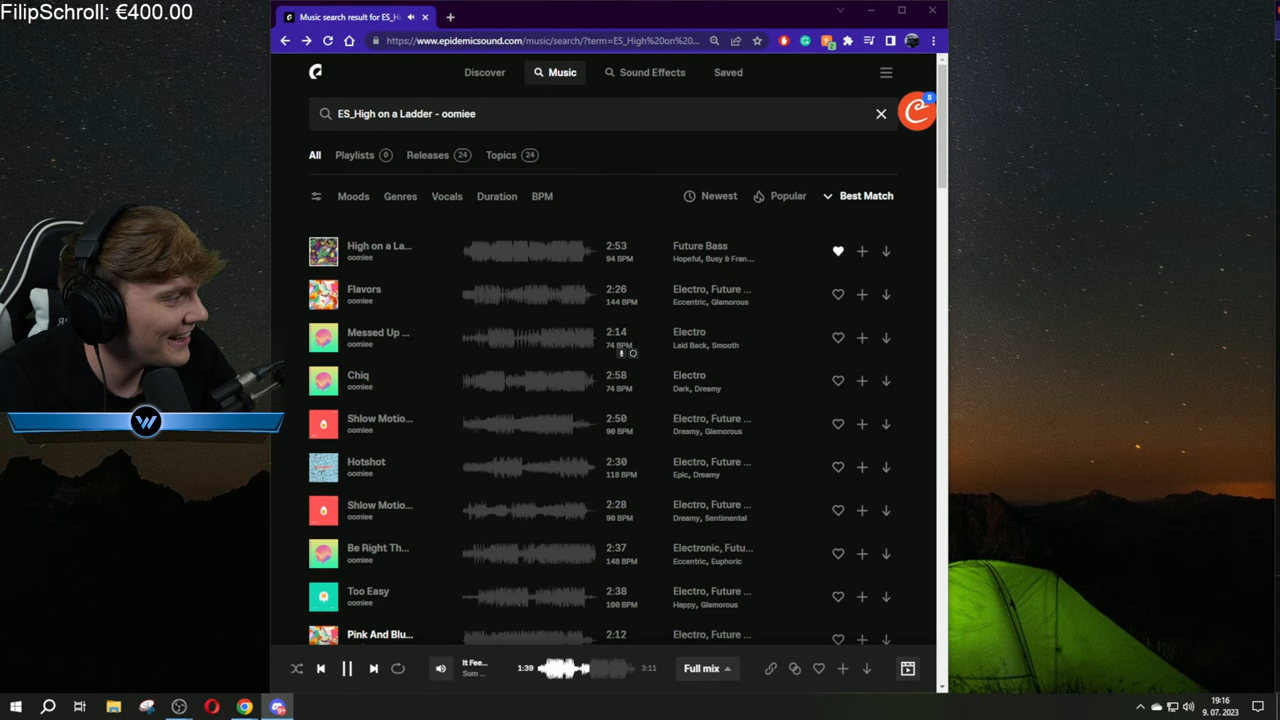 FilipSchroll: €400.00
Music search result for ES_Hi
https://www.epidemicsound.com/music/search/?term=ES_High%20on%20...
2
Discover
Music
Sound Effects
Saved
ES_High on a Ladder - oomiee
8
All
Playlists 0
Releases 24
Topics 24
Moods
Genres
Vocals
Duration
BPM
Newest
Popular
Best Match
High on a La... 2:53 Future Bass
oomiee 94 BPM Hopeful, Busy & Fran...
Flavors 2:26 Electro, Future ...
oomiee 144 BPM Eccentric, Glamorous
Messed Up ... 2:14 Electro
oomiee 74 BPM Laid Back, Smooth
Chiq 2:58 Electro
oomiee 74 BPM Dark, Dreamy
Shlow Motio... 2:50 Electro, Future ...
oomiee 90 BPM Dreamy, Glamorous
Hotshot 2:30 Electro, Future ...
oomiee 118 BPM Epic, Dreamy
Shlow Motio... 2:28 Electro, Future ...
oomiee 90 BPM Dreamy, Sentimental
Be Right Th... 2:37 Electronic, Futu...
oomiee 148 BPM Eccentric, Euphoric
Too Easy 2:38 Electro, Future ...
oomiee 100 BPM Happy, Glamorous
Pink And Blu... 2:12 Electro, Future ...
It Fee...
Sum ...
1:39
3:11
Full mix
19:16
9. 07. 2023